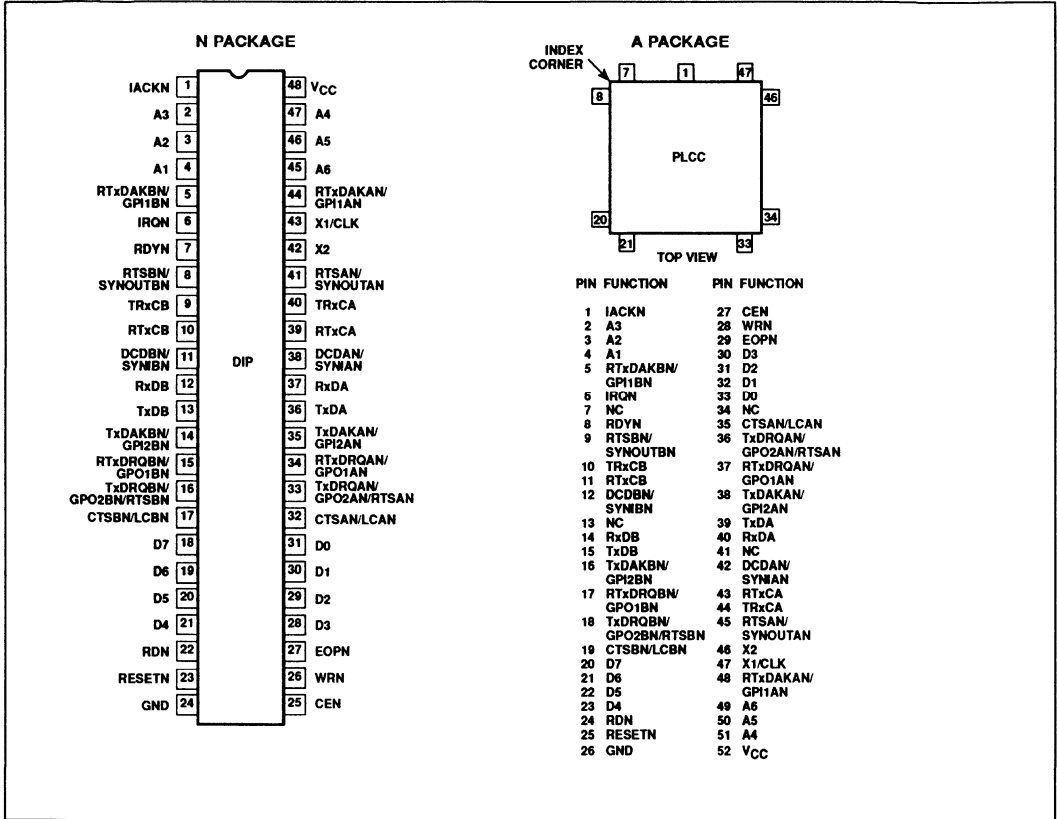 N PACKAGE
IACKN 1
A3 2
A2 3
A1 4
RTxDAKBN/
GPI1BN 5
IRQN 6
RDYN 7
RTSBN/
SYNOUTBN 8
TRxCB 9
RTxCB 10
DCDBN/
SYNIBN 11
RxDB 12
TxDB 13
TxDAKBN/
GPI2BN 14
RTxDRQBN/
GPO1BN 15
TxDRQBN/
GPO2BN/RTSBN 16
CTSBN/LCBN 17
D7 18
D6 19
D5 20
D4 21
RDN 22
RESETN 23
GND 24
DIP
48 VCC
47 A4
46 A5
45 A6
44 RTxDAKAN/
GPI1AN
43 X1/CLK
42 X2
41 RTSAN/
SYNOUTAN
40 TRxCA
39 RTxCA
38 DCDAN/
SYNIAN
37 RxDA
36 TxDA
35 TxDAKAN/
GPI2AN
34 RTxDRQAN/
GPO1AN
33 TxDRQAN/
GPO2AN/RTSAN
32 CTSAN/LCAN
31 D0
30 D1
29 D2
28 D3
27 EOPN
26 WRN
25 CEN
A PACKAGE
INDEX
CORNER
7 1 47
8 46
PLCC
20 34
21 33
TOP VIEW
PIN FUNCTION
1 IACKN
2 A3
3 A2
4 A1
5 RTxDAKBN/
GPI1BN
6 IRQN
7 NC
8 RDYN
9 RTSBN/
SYNOUTBN
10 TRxCB
11 RTxCB
12 DCDBN/
SYNIBN
13 NC
14 RxDB
15 TxDB
16 TxDAKBN/
GPI2BN
17 RTxDRQBN/
GPO1BN
18 TxDRQBN/
GPO2BN/RTSBN
19 CTSBN/LCBN
20 D7
21 D6
22 D5
23 D4
24 RDN
25 RESETN
26 GND
PIN FUNCTION
27 CEN
28 WRN
29 EOPN
30 D3
31 D2
32 D1
33 D0
34 NC
35 CTSAN/LCAN
36 TxDRQAN/
GPO2AN/RTSAN
37 RTxDRQAN/
GPO1AN
38 TxDAKAN/
GPI2AN
39 TxDA
40 RxDA
41 NC
42 DCDAN/
SYNIAN
43 RTxCA
44 TRxCA
45 RTSAN/
SYNOUTAN
46 X2
47 X1/CLK
48 RTxDAKAN/
GPI1AN
49 A6
50 A5
51 A4
52 VCC